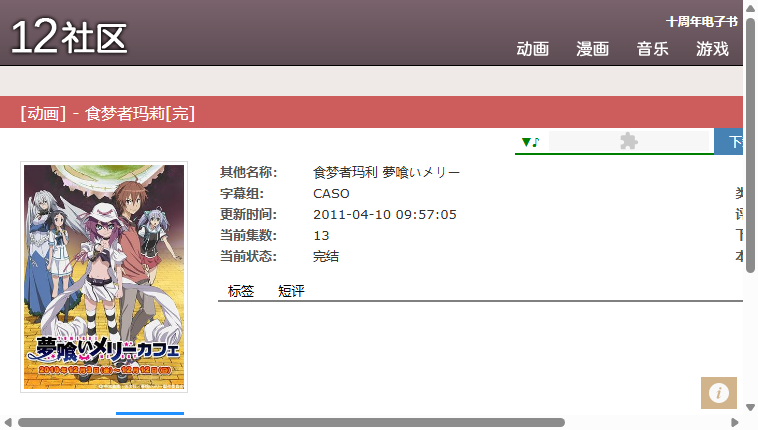 12社区
十周年电子书
动画 漫画 音乐 游戏
[动画] - 食梦者玛莉[完]
▼♪
其他名称: 食梦者玛利 夢喰いメリー
字幕组: CASO
更新时间: 2011-04-10 09:57:05
当前集数: 13
当前状态: 完结
标签 短评
夢喰いメリーカフェ